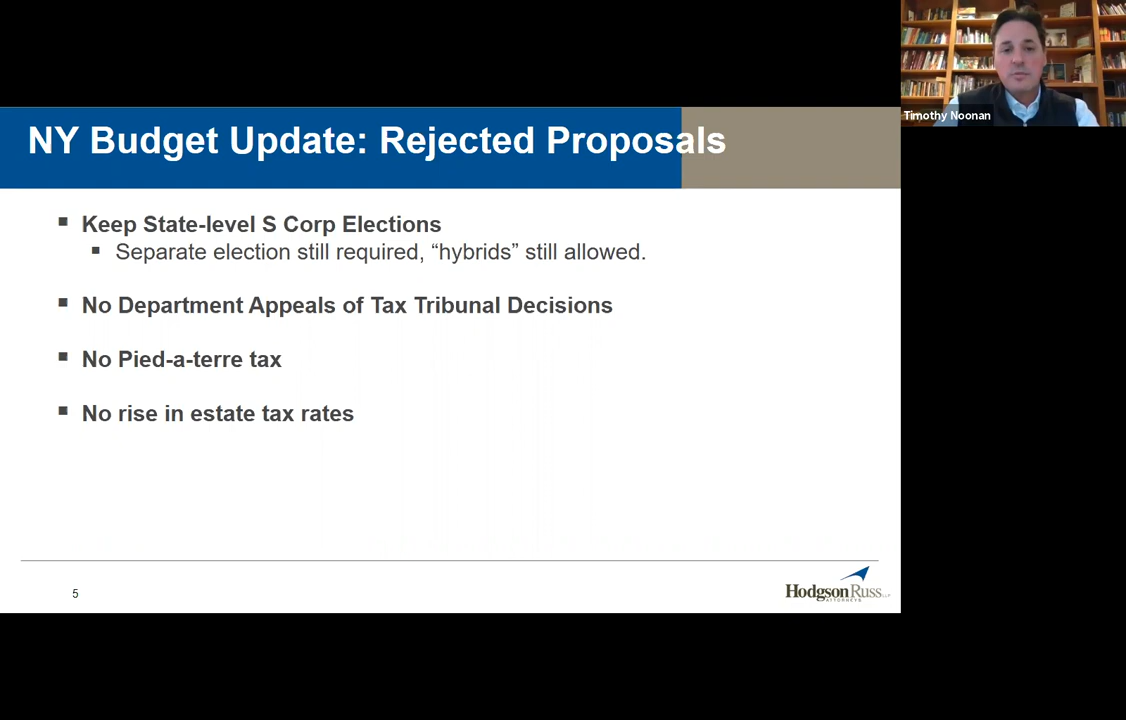 Timothy Noonan
NY Budget Update: Rejected Proposals
▪ Keep State-level S Corp Elections
▪ Separate election still required, “hybrids” still allowed.
▪ No Department Appeals of Tax Tribunal Decisions
▪ No Pied-a-terre tax
▪ No rise in estate tax rates
5
HodgsonRuss LLP
ATTORNEYS